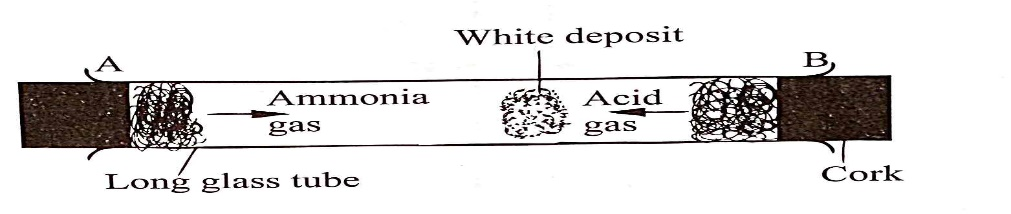 White deposit
A
B
Ammonia
gas
Acid
gas
Long glass tube
Cork